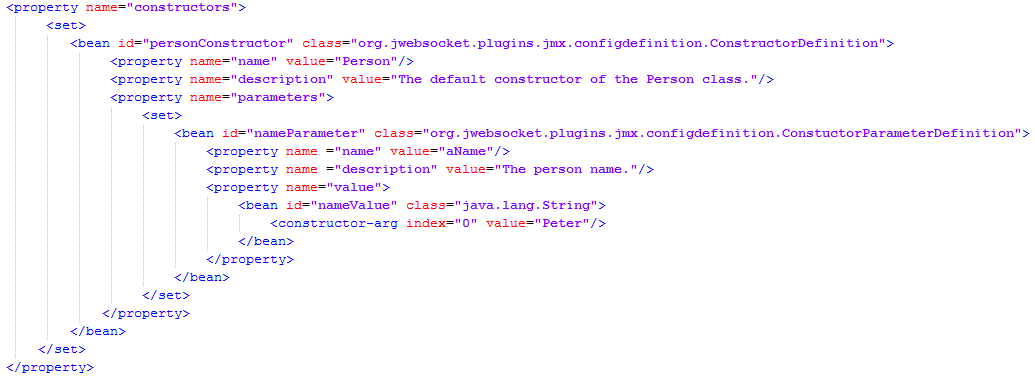 <property name="constructors">
<set>
<bean id="personConstructor" class="org.jwebsocket.plugins.jmx.configdefinition.ConstructorDefinition">
<property name="name" value="Person"/>
<property name="description" value="The default constructor of the Person class."/>
<property name="parameters">
<set>
<bean id="nameParameter" class="org.jwebsocket.plugins.jmx.configdefinition.ConstuctorParameterDefinition">
<property name ="name" value="aName"/>
<property name ="description" value="The person name."/>
<property name="value">
<bean id="nameValue" class="java.lang.String">
<constructor-arg index="0" value="Peter"/>
</bean>
</property>
</bean>
</set>
</property>
</bean>
</set>
</property>